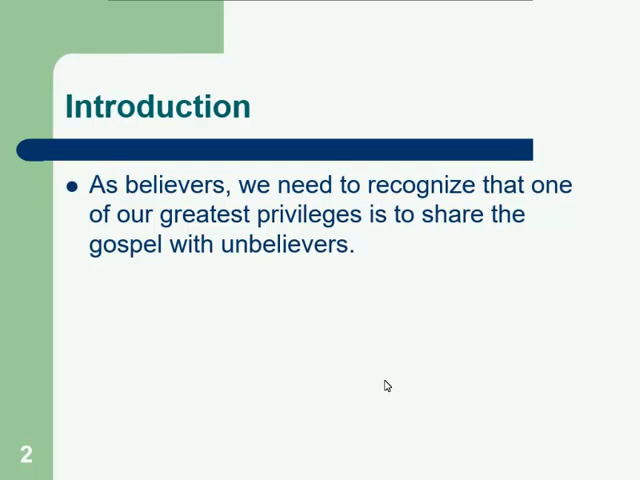 Introduction
As believers, we need to recognize that one
of our greatest privileges is to share the
gospel with unbelievers.
2